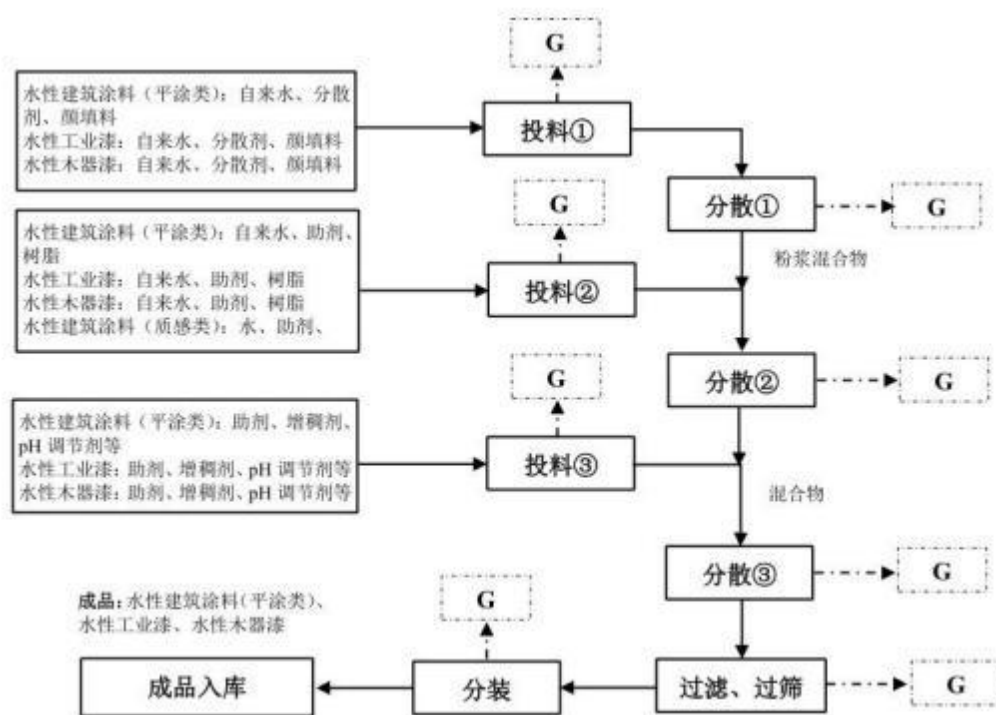 G
水性建筑涂料（平涂类）：自来水、分散
剂、颜填料
水性工业漆：自来水、分散剂、颜填料
水性木器漆：自来水、分散剂、颜填料
投料①
G
分散①
G
水性建筑涂料（平涂类）：自来水、助剂、
树脂
水性工业漆：自来水、助剂、树脂
水性木器漆：自来水、助剂、树脂
水性建筑涂料（质感类）：水、助剂、
投料②
粉浆混合物
G
分散②
G
水性建筑涂料（平涂类）：助剂、增稠剂、
pH 调节剂等
水性工业漆：助剂、增稠剂、pH 调节剂等
水性木器漆：助剂、增稠剂、pH 调节剂等
投料③
混合物
分散③
G
成品：水性建筑涂料（平涂类）、
水性工业漆、水性木器漆
G
成品入库
分装
过滤、过筛
G